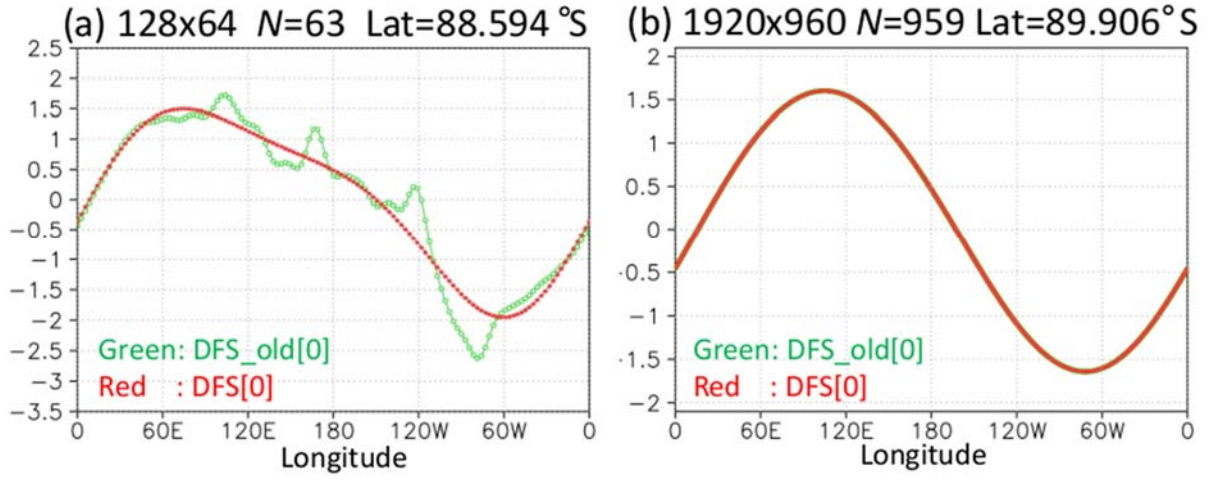 (a) 128x64 N=63 Lat=88.594 °S
2.5
2
1.5
1
0.5
0
−0.5
−1
−1.5
−2
−2.5
−3
−3.5
Green: DFS_old[0]
Red : DFS[0]
0 60E 120E 180 120W 60W 0
Longitude
(b) 1920x960 N=959 Lat=89.906°S
2
1.5
1
0.5
0
·0.5
−1
·1.5
−2
Green: DFS_old[0]
Red : DFS[0]
0 60E 120E 180 120W 60W 0
Longitude